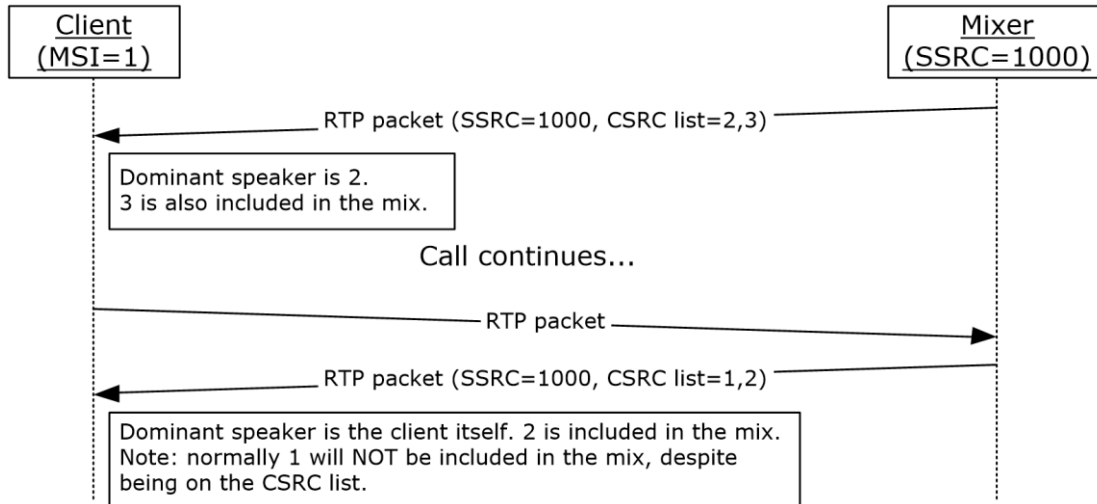 Client
(MSI=1)
Mixer
(SSRC=1000)
RTP packet (SSRC=1000, CSRC list=2,3)
Dominant speaker is 2.
3 is also included in the mix.
Call continues...
RTP packet
RTP packet (SSRC=1000, CSRC list=1,2)
Dominant speaker is the client itself. 2 is included in the mix.
Note: normally 1 will NOT be included in the mix, despite
being on the CSRC list.